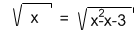 √x = √x²-x-3